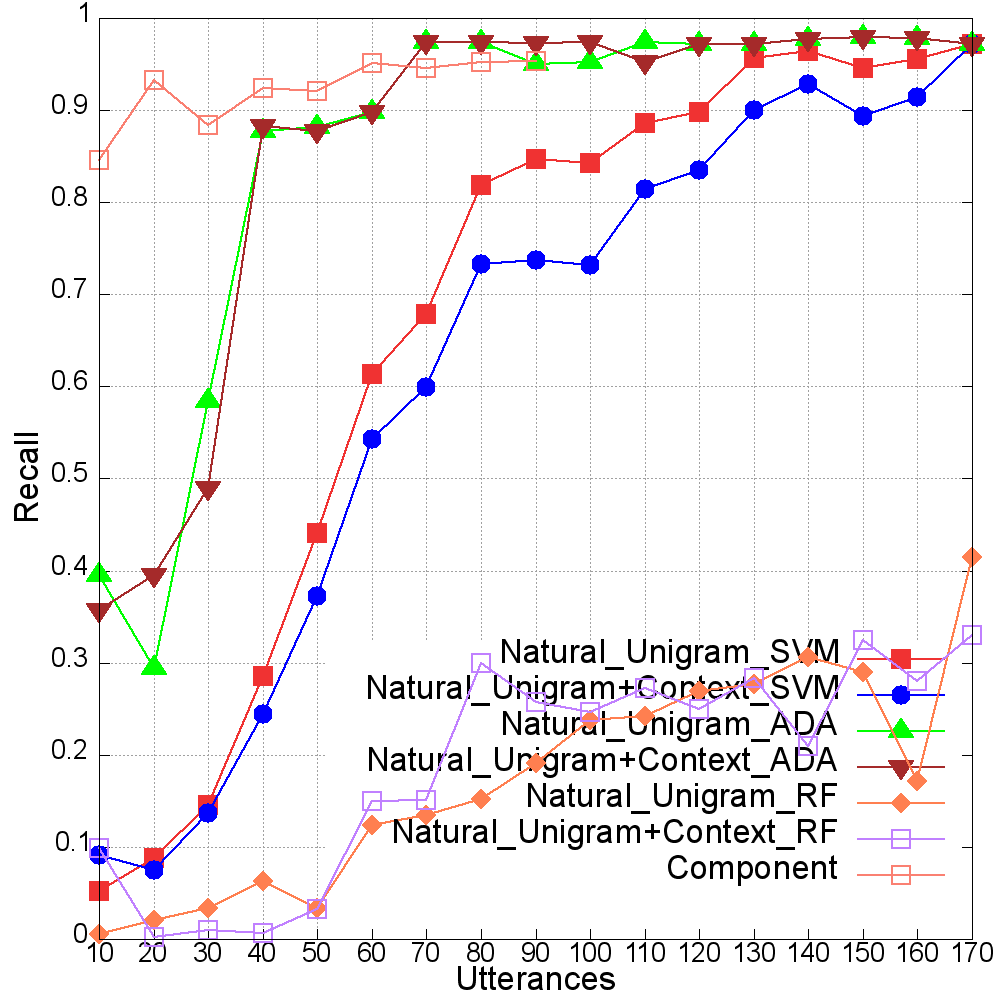 1
0.9
0.8
0.7
0.6
0.5
0.4
0.3
0.2
0.1
0
Recall
Natural_Unigram_SVM
Natural_Unigram+Context_SVM
Natural_Unigram_ADA
Natural_Unigram+Context_ADA
Natural_Unigram_RF
Natural_Unigram+Context_RF
Component
10 20 30 40 50 60 70 80 90 100 110 120 130 140 150 160 170
Utterances